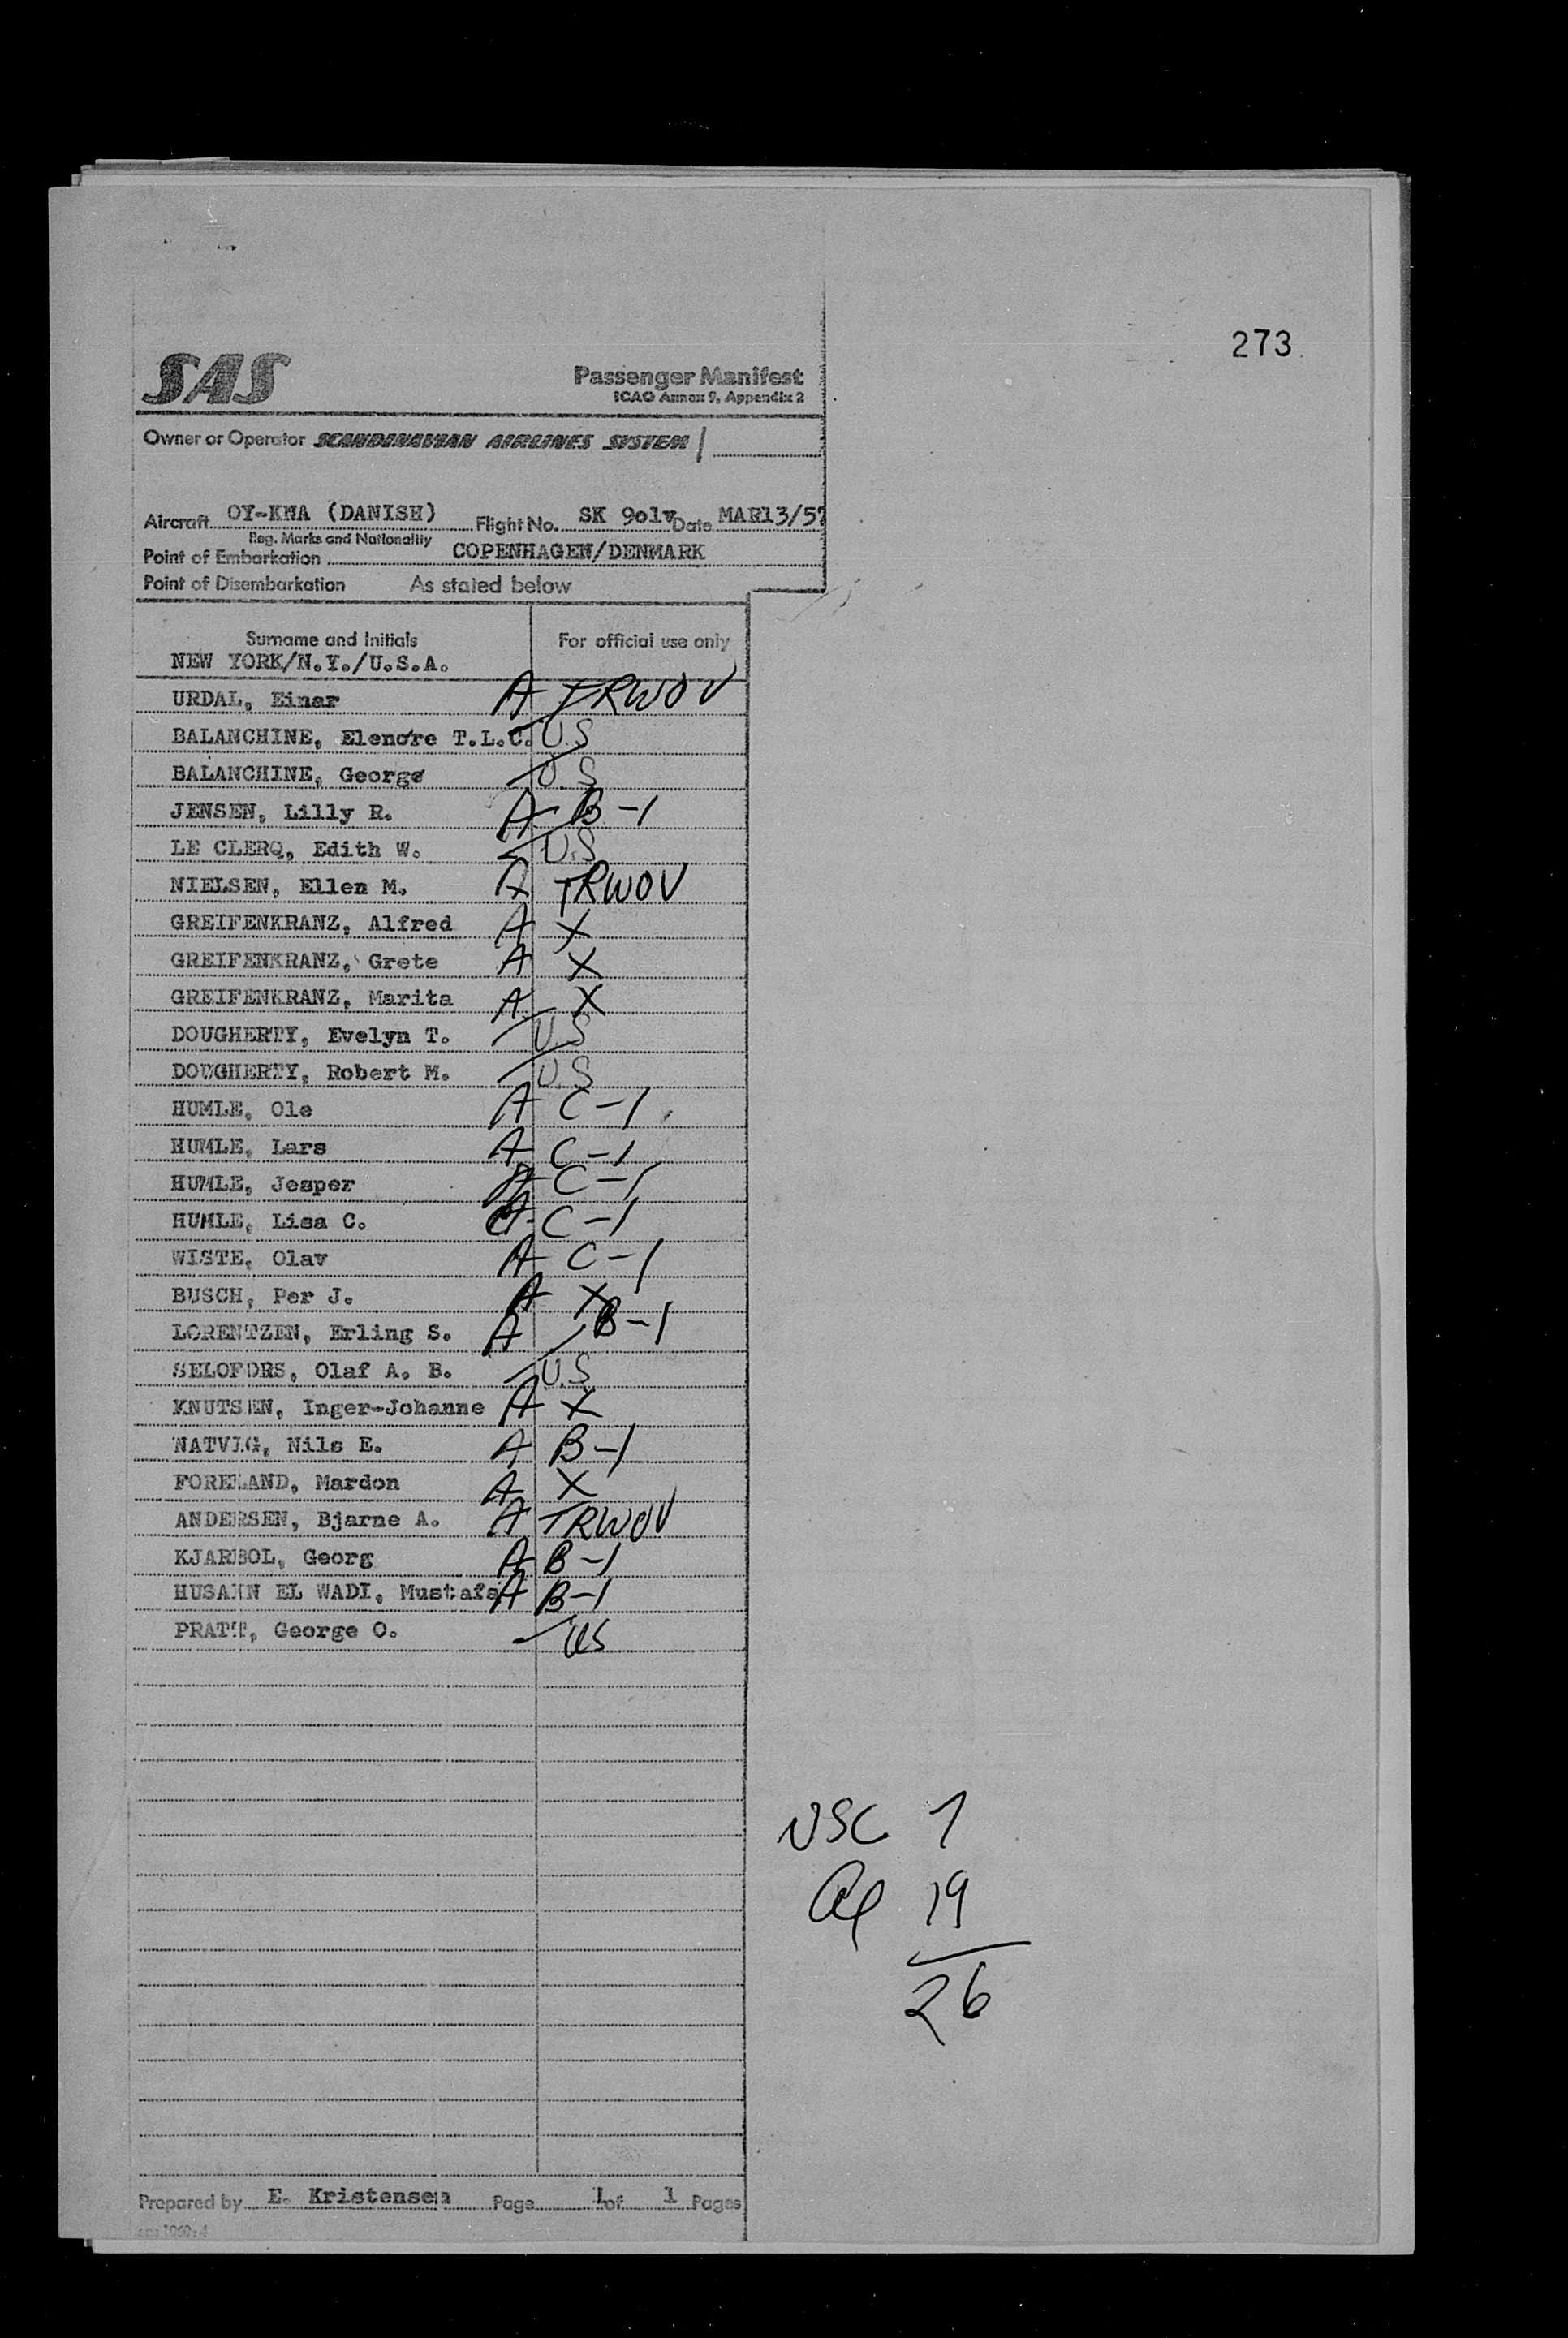 273
SAS
Passenger Manifest
ICAO Annex 9, Appendix 2
Owner or Operator SCANDINAVIAN AIRLINES SYSTEM
Aircraft OY-KNA (DANISH) Flight No. SK 901v Date MAR13/57
Reg. Marks and Nationality
Point of Embarkation COPENHAGEN/DENMARK
Point of Disembarkation As stated below
Surname and Initials For official use only
NEW YORK/N.Y./U.S.A.
URDAL, Einar A TRWOV
BALANCHINE, Elenore T.L.C. U.S
BALANCHINE, George U.S
JENSEN, Lilly R. A B-1
LE CLERQ, Edith W. U.S
NIELSEN, Ellen M. A TRWOV
GREIFENKRANZ, Alfred A X
GREIFENKRANZ, Grete A X
GREIFENKRANZ, Marita A X
DOUGHERTY, Evelyn T. U.S
DOUGHERTY, Robert M. U.S
HUMLE, Ole A C-1
HUMLE, Lars A C-1
HUMLE, Jesper A C-1
HUMLE, Lisa C. A C-1
WISTE, Olav A C-1
BUSCH, Per J. A X
LORENTZEN, Erling S. A B-1
SELOFORS, Olaf A. B. U.S
KNUTSEN, Inger-Johanne A X
NATVIG, Nils E. A B-1
FORELAND, Mardon A X
ANDERSEN, Bjarne A. A TRWOV
KJARBOL, Georg A B-1
HUSAIN EL WADI, Mustafa A B-1
PRATT, George O. US
USC 7
Al 19
26
Prepared by E. Kristensen Page 1 of 1 Pages